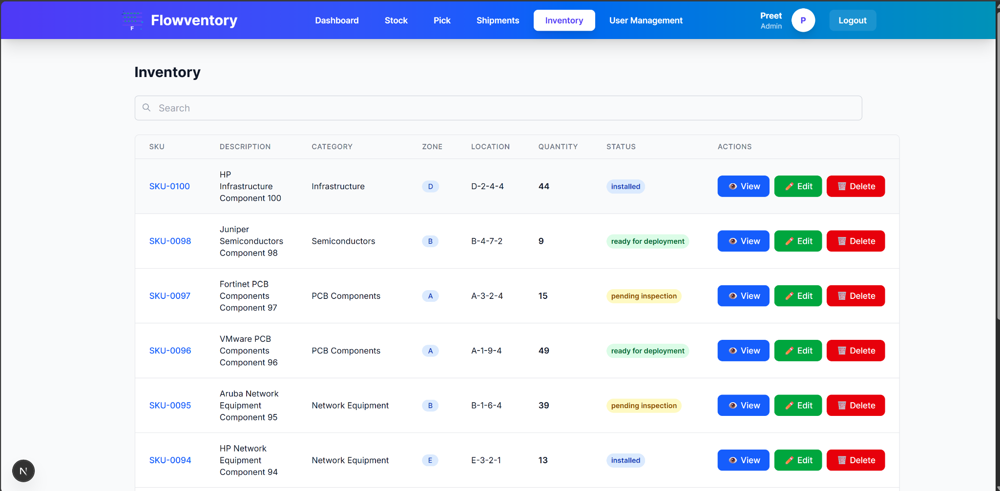 F
Flowventory
Dashboard
Stock
Pick
Shipments
Inventory
User Management
Preet
Admin
P
Logout
Inventory
Search
SKU DESCRIPTION CATEGORY ZONE LOCATION QUANTITY STATUS ACTIONS
HP
Infrastructure
Component 100
SKU-0100 Infrastructure D D-2-4-4 44 installed View Edit Delete
Juniper
Semiconductors
Component 98
SKU-0098 Semiconductors B B-4-7-2 9 ready for deployment View Edit Delete
Fortinet PCB
Components
Component 97
SKU-0097 PCB Components A A-3-2-4 15 pending inspection View Edit Delete
VMware PCB
Components
Component 96
SKU-0096 PCB Components A A-1-9-4 49 ready for deployment View Edit Delete
Aruba Network
Equipment
Component 95
SKU-0095 Network Equipment B B-1-6-4 39 pending inspection View Edit Delete
HP Network
Equipment
Component 94
SKU-0094 Network Equipment E E-3-2-1 13 installed View Edit Delete
N